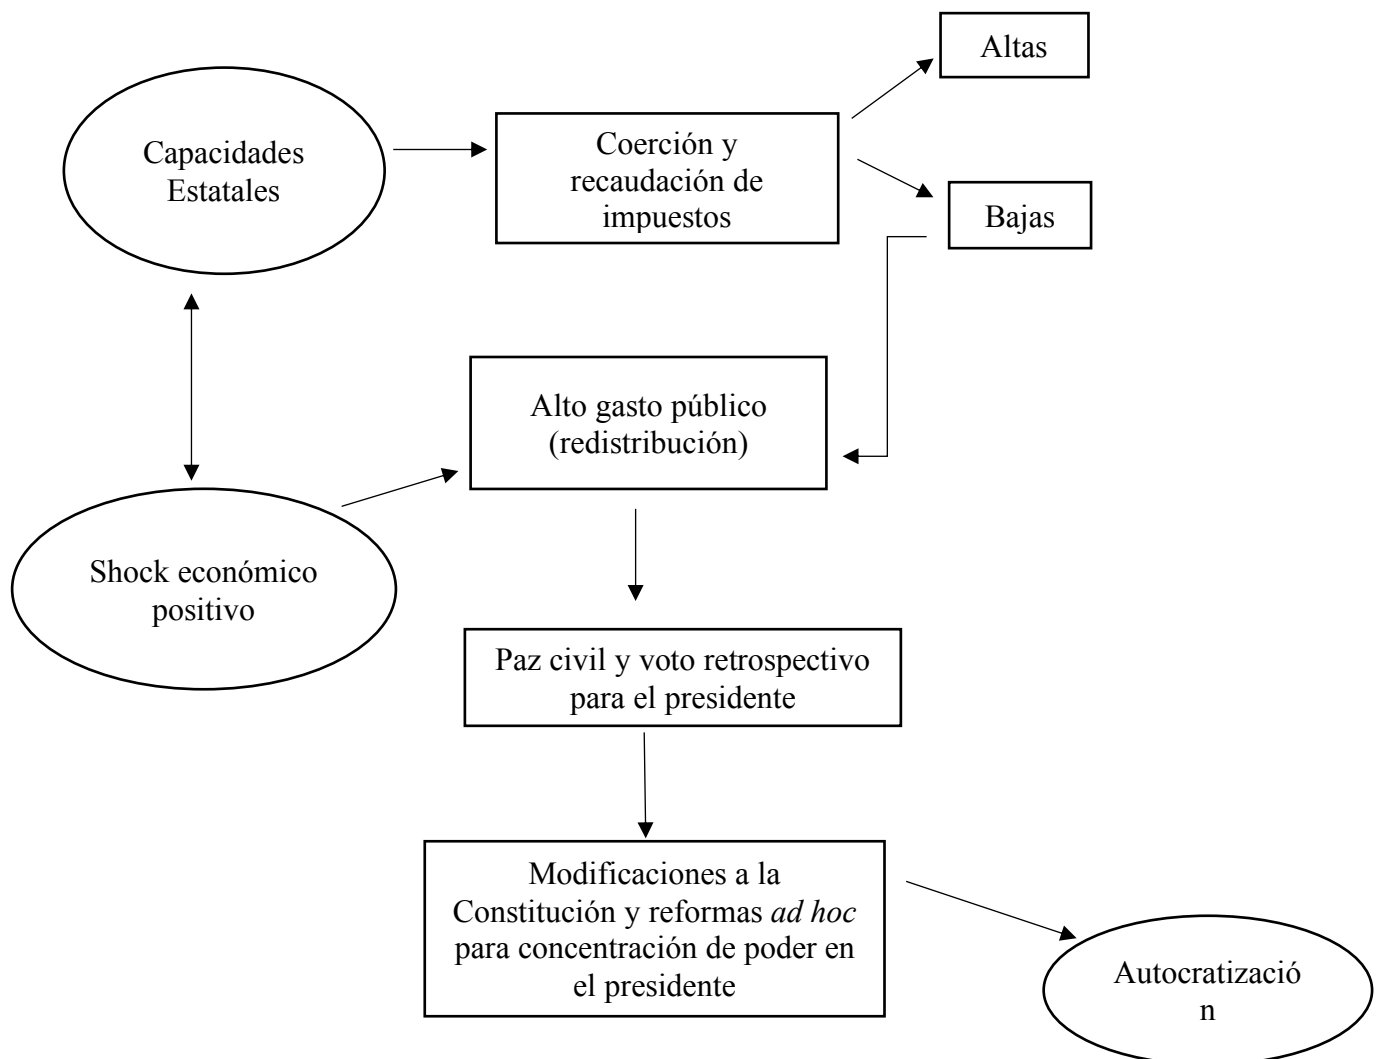 Altas
Capacidades
Estatales
Coerción y
recaudación de
impuestos
Bajas
Alto gasto público
(redistribución)
Shock económico
positivo
Paz civil y voto retrospectivo
para el presidente
Modificaciones a la
Constitución y reformas ad hoc
para concentración de poder en
el presidente
Autocratizació
n